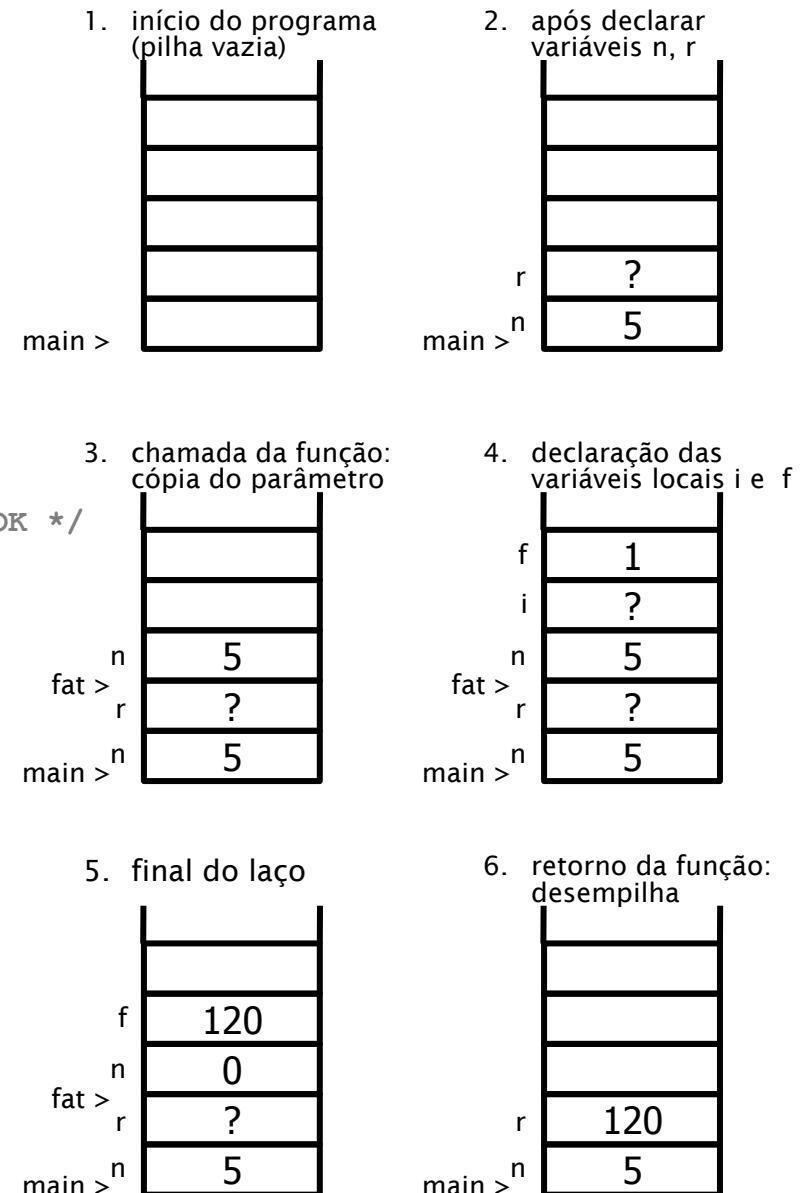 1. início do programa
(pilha vazia)
main >
2. após declarar
variáveis n, r
r ?
n 5
main >
3. chamada da função:
cópia do parâmetro
OK */
n 5
fat >
r ?
n 5
main >
4. declaração das
variáveis locais i e f
f 1
i ?
n 5
fat >
r ?
n 5
main >
5. final do laço
f 120
n 0
fat >
r ?
n 5
main >
6. retorno da função:
desempilha
r 120
n 5
main >